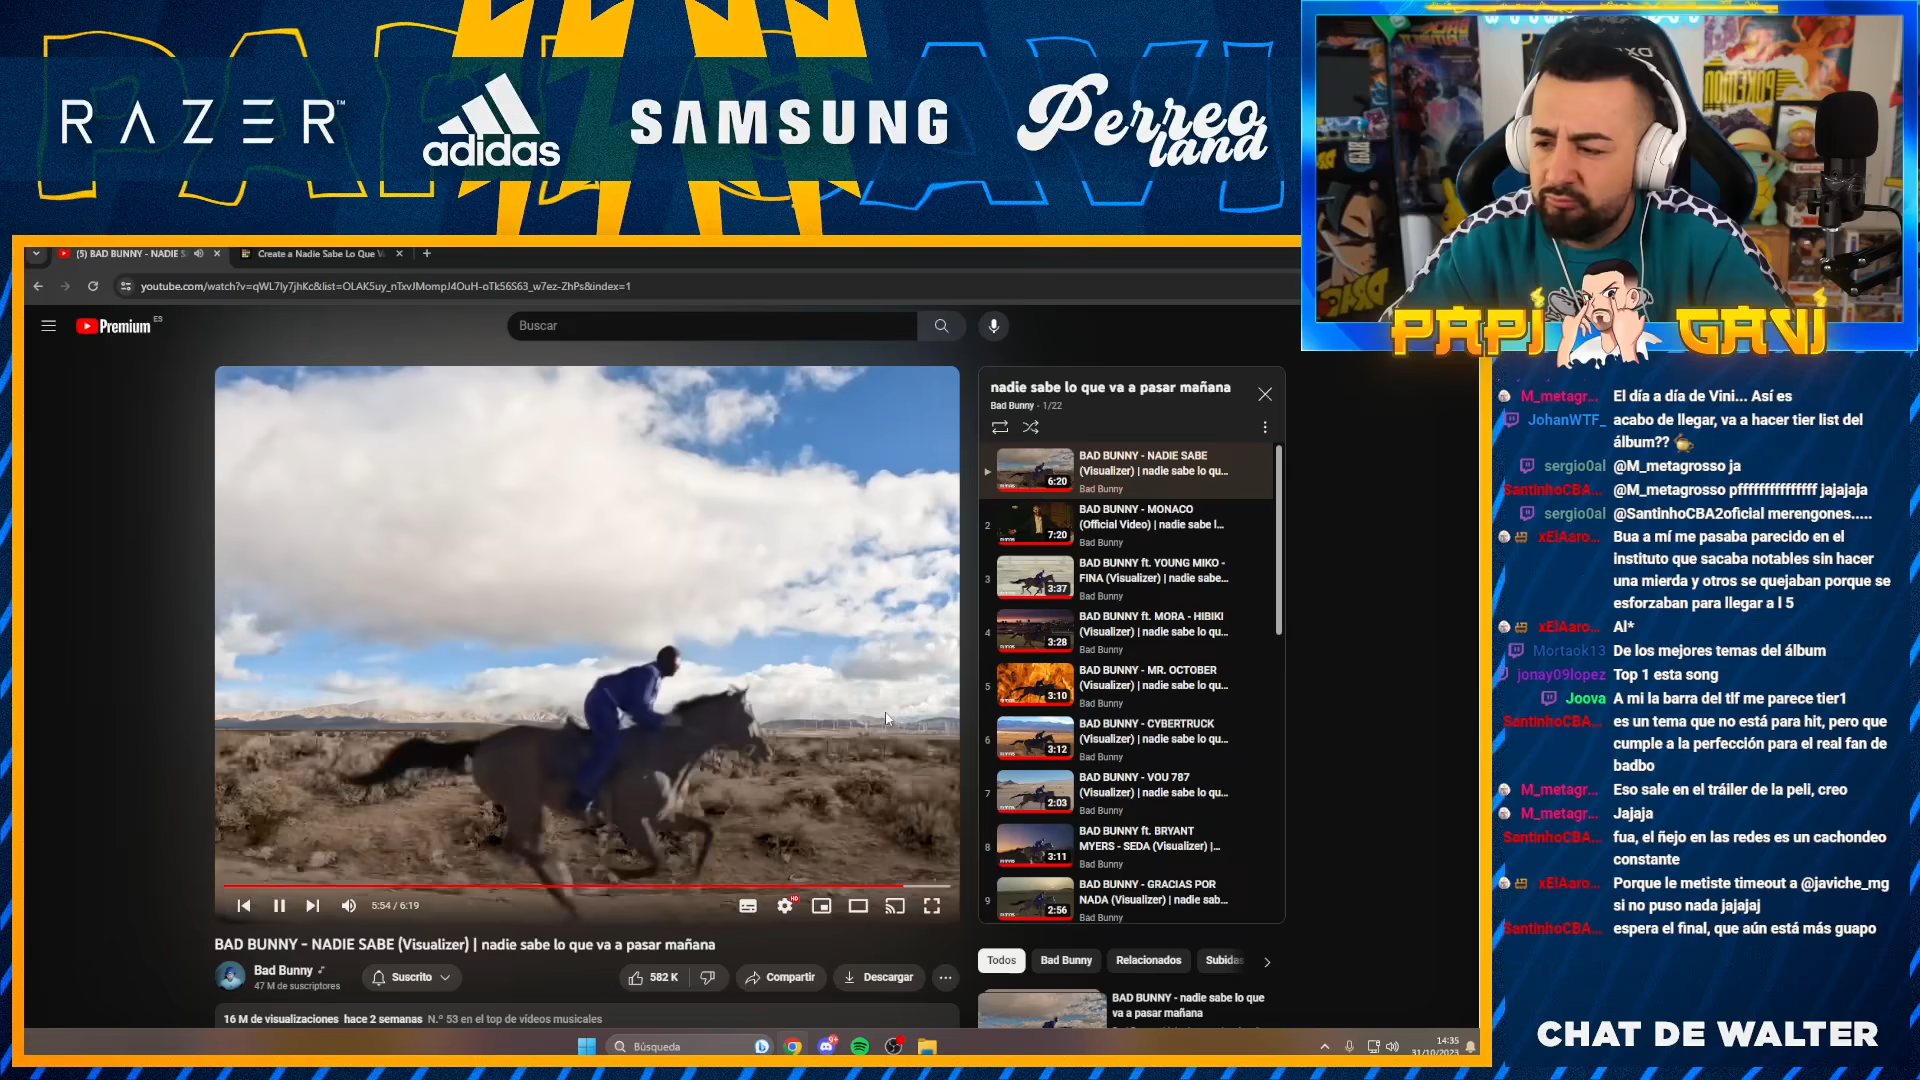 RAZER™
adidas
SAMSUNG
Perreo
land
PAPI GAVI
(5) BAD BUNNY - NADIE S
Create a Nadie Sabe Lo Que V
youtube.com/watch?v=qWL7Iy7jhKc&list=OLAK5uy_nTxvJMompJ4OuH-oTk56S63_w7ez-ZhPs&index=1
Premium ES
Buscar
5:54 / 6:19
BAD BUNNY - NADIE SABE (Visualizer) | nadie sabe lo que va a pasar mañana
Bad Bunny
47 M de suscriptores
Suscrito
582 K
Compartir
Descargar
16 M de visualizaciones hace 2 semanas N.º 53 en el top de vídeos musicales
nadie sabe lo que va a pasar mañana
Bad Bunny - 1/22
BAD BUNNY - NADIE SABE
(Visualizer) | nadie sabe lo qu...
Bad Bunny
6:20
2
BAD BUNNY - MONACO
(Official Video) | nadie sabe l...
Bad Bunny
7:20
3
BAD BUNNY ft. YOUNG MIKO -
FINA (Visualizer) | nadie sabe...
Bad Bunny
3:37
4
BAD BUNNY ft. MORA - HIBIKI
(Visualizer) | nadie sabe lo qu...
Bad Bunny
3:28
5
BAD BUNNY - MR. OCTOBER
(Visualizer) | nadie sabe lo qu...
Bad Bunny
3:10
6
BAD BUNNY - CYBERTRUCK
(Visualizer) | nadie sabe lo qu...
Bad Bunny
3:12
7
BAD BUNNY - VOU 787
(Visualizer) | nadie sabe lo qu...
Bad Bunny
2:03
8
BAD BUNNY ft. BRYANT
MYERS - SEDA (Visualizer) |...
Bad Bunny
3:11
9
BAD BUNNY - GRACIAS POR
NADA (Visualizer) | nadie sab...
Bad Bunny
2:56
Todos
Bad Bunny
Relacionados
Subidas
BAD BUNNY - nadie sabe lo que
va a pasar mañana
Búsqueda
14:35
31/10/2023
M_metagr... El día a día de Vini... Así es
JohanWTF_ acabo de llegar, va a hacer tier list del
álbum??
sergio0al @M_metagrosso ja
SantinhoCBA... @M_metagrosso pfffffffffffffff jajajaja
sergio0al @SantinhoCBA2oficial merengones.....
xElAaro... Bua a mí me pasaba parecido en el
instituto que sacaba notables sin hacer
una mierda y otros se quejaban porque se
esforzaban para llegar a l 5
xElAaro... Al*
Mortaok13 De los mejores temas del álbum
jonay09lopez Top 1 esta song
Joova A mi la barra del tlf me parece tier1
SantinhoCBA... es un tema que no está para hit, pero que
cumple a la perfección para el real fan de
badbo
M_metagr... Eso sale en el tráiler de la peli, creo
M_metagr... Jajaja
SantinhoCBA... fua, el ñejo en las redes es un cachondeo
constante
xElAaro... Porque le metiste timeout a @javiche_mg
si no puso nada jajajaj
SantinhoCBA... espera el final, que aún está más guapo
CHAT DE WALTER